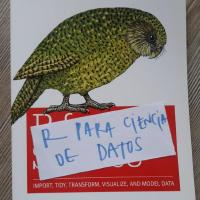 R PARA CIENCIA
DE DATOS
IMPORT, TIDY, TRANSFORM, VISUALIZE, AND MODEL DATA